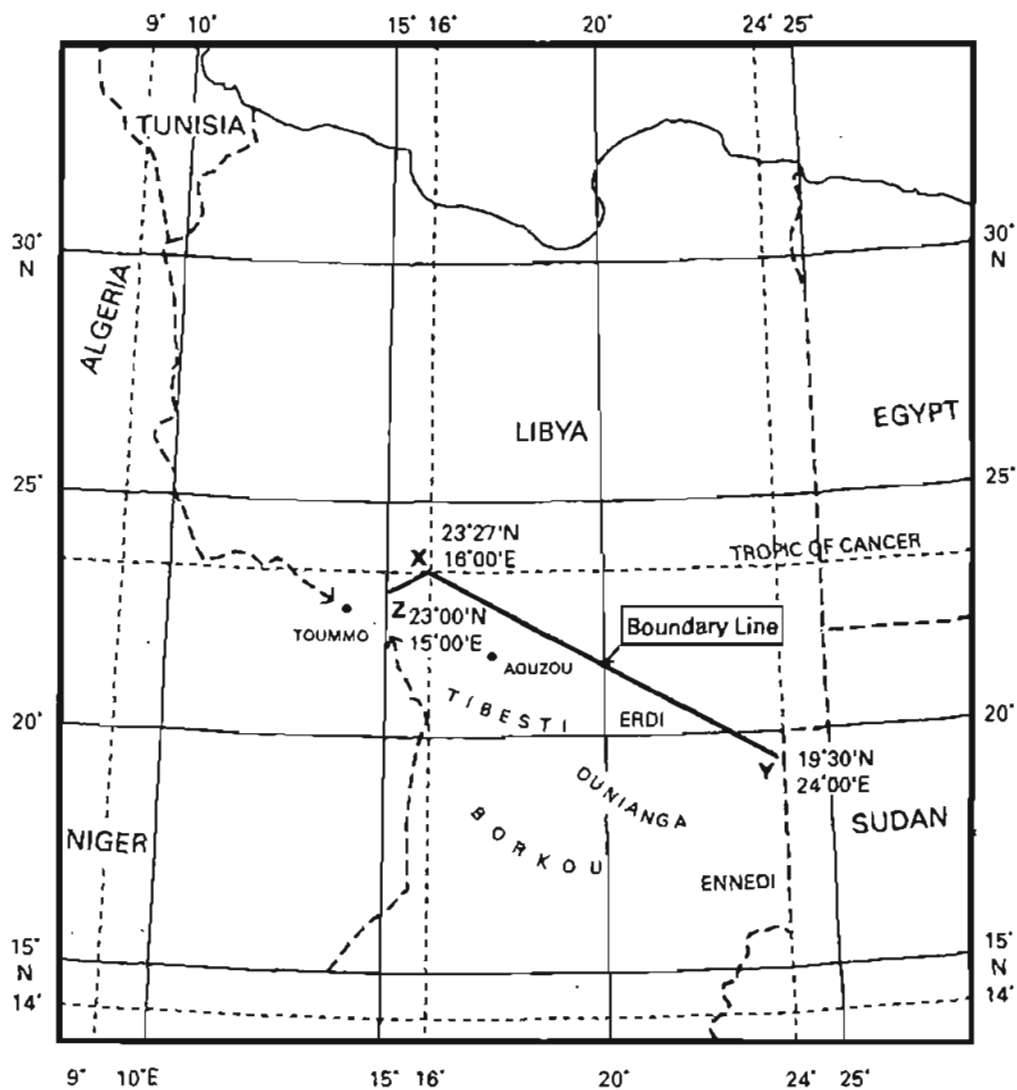 9° 10° 15° 16° 20° 24° 25°
TUNISIA
30°
N
30°
N
ALGERIA
LIBYA
EGYPT
25°
25°
X
23°27'N
16°00'E
TROPIC OF CANCER
TOUMMO
Z 23°00'N
15°00'E
Boundary Line
AOUZOU
TIBESTI
ERDI
20°
20°
Y
19°30'N
24°00'E
DUNIANGA
BORKOU
NIGER
SUDAN
ENNEDI
15°
N
15°
N
14°
14°
9° 10°E 15° 16° 20° 24° 25°